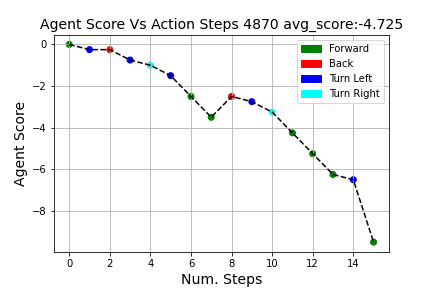 Agent Score Vs Action Steps 4870 avg_score:-4.725
Agent Score
0
−2
−4
−6
−8
Forward
Back
Turn Left
Turn Right
0 2 4 6 8 10 12 14
Num. Steps